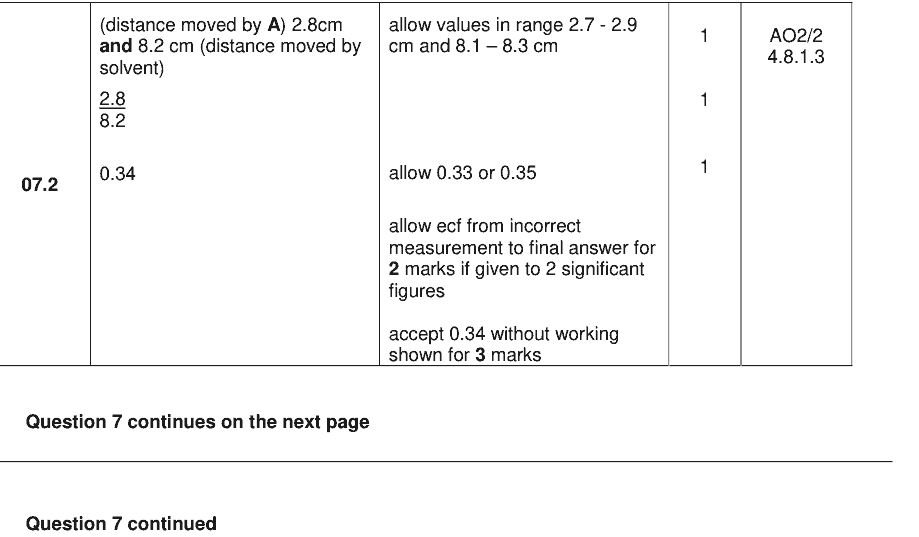 (distance moved by A) 2.8cm
and 8.2 cm (distance moved by
solvent)
allow values in range 2.7 - 2.9
cm and 8.1 – 8.3 cm
1
AO2/2
4.8.1.3
2.8
8.2
1
07.2
0.34
allow 0.33 or 0.35
1
allow ecf from incorrect
measurement to final answer for
2 marks if given to 2 significant
figures
accept 0.34 without working
shown for 3 marks
Question 7 continues on the next page
Question 7 continued